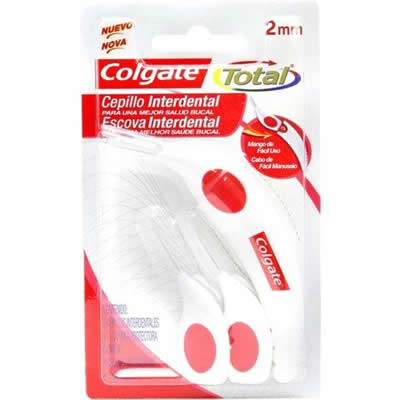 NUEVO
NOVA
2mm
Colgate Total
Cepillo Interdental
PARA UNA MEJOR SALUD BUCAL
Escova Interdental
MELHOR SAÚDE BUCAL
Mango de
Fácil Uso
Cabo de
Fácil Manuseio
Colgate
INTERDENTALES